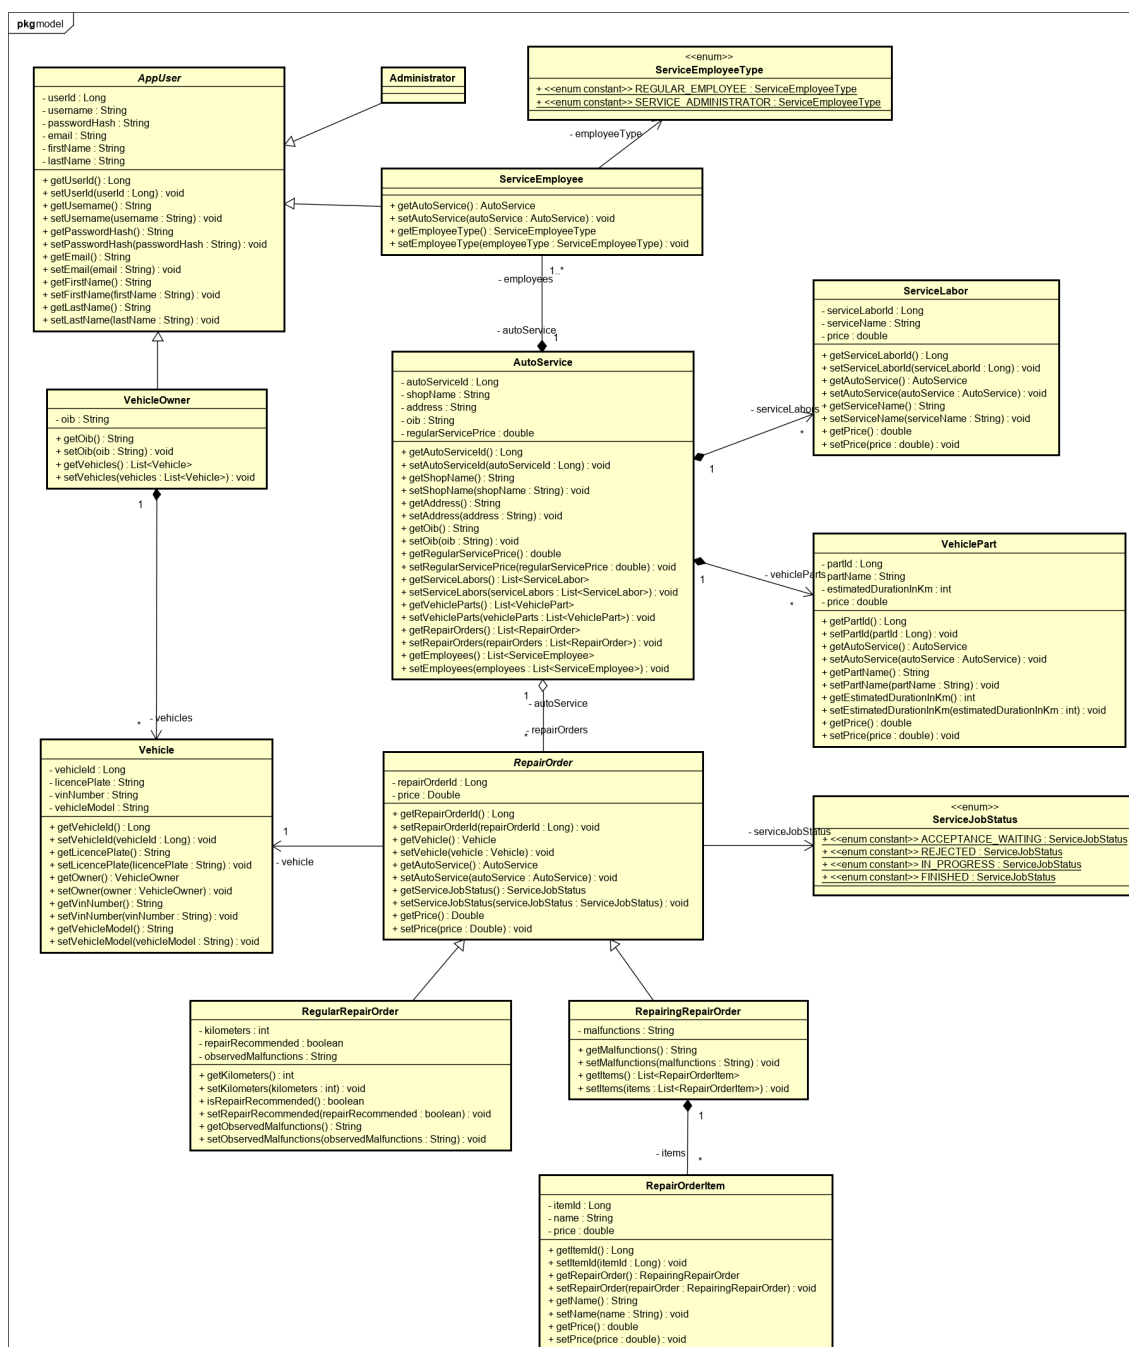 pkg model
AppUser
- userId : Long
- username : String
- passwordHash : String
- email : String
- firstName : String
- lastName : String
+ getUserId() : Long
+ setUserId(userId : Long) : void
+ getUsername() : String
+ setUsername(username : String) : void
+ getPasswordHash() : String
+ setPasswordHash(passwordHash : String) : void
+ getEmail() : String
+ setEmail(email : String) : void
+ getFirstName() : String
+ setFirstName(firstName : String) : void
+ getLastName() : String
+ setLastName(lastName : String) : void
Administrator
<<enum>>
ServiceEmployeeType
+ <<enum constant>> REGULAR_EMPLOYEE : ServiceEmployeeType
+ <<enum constant>> SERVICE_ADMINISTRATOR : ServiceEmployeeType
- employeeType
ServiceEmployee
+ getAutoService() : AutoService
+ setAutoService(autoService : AutoService) : void
+ getEmployeeType() : ServiceEmployeeType
+ setEmployeeType(employeeType : ServiceEmployeeType) : void
1..*
- employees
- autoService
1
VehicleOwner
- oib : String
+ getOib() : String
+ setOib(oib : String) : void
+ getVehicles() : List<Vehicle>
+ setVehicles(vehicles : List<Vehicle>) : void
1
- vehicles
*
AutoService
- autoServiceId : Long
- shopName : String
- address : String
- oib : String
- regularServicePrice : double
+ getAutoServiceId() : Long
+ setAutoServiceId(autoServiceId : Long) : void
+ getShopName() : String
+ setShopName(shopName : String) : void
+ getAddress() : String
+ setAddress(address : String) : void
+ getOib() : String
+ setOib(oib : String) : void
+ getRegularServicePrice() : double
+ setRegularServicePrice(regularServicePrice : double) : void
+ getServiceLabors() : List<ServiceLabor>
+ setServiceLabors(serviceLabors : List<ServiceLabor>) : void
+ getVehicleParts() : List<VehiclePart>
+ setVehicleParts(vehicleParts : List<VehiclePart>) : void
+ getRepairOrders() : List<RepairOrder>
+ setRepairOrders(repairOrders : List<RepairOrder>) : void
+ getEmployees() : List<ServiceEmployee>
+ setEmployees(employees : List<ServiceEmployee>) : void
ServiceLabor
- serviceLaborId : Long
- serviceName : String
- price : double
+ getServiceLaborId() : Long
+ setServiceLaborId(serviceLaborId : Long) : void
+ getAutoService() : AutoService
+ setAutoService(autoService : AutoService) : void
+ getServiceName() : String
+ setServiceName(serviceName : String) : void
+ getPrice() : double
+ setPrice(price : double) : void
- serviceLabors
*
1
VehiclePart
- partId : Long
- partName : String
- estimatedDurationInKm : int
- price : double
+ getPartId() : Long
+ setPartId(partId : Long) : void
+ getAutoService() : AutoService
+ setAutoService(autoService : AutoService) : void
+ getPartName() : String
+ setPartName(partName : String) : void
+ getEstimatedDurationInKm() : int
+ setEstimatedDurationInKm(estimatedDurationInKm : int) : void
+ getPrice() : double
+ setPrice(price : double) : void
- vehicleParts
1
*
1
- autoService
- repairOrders
*
Vehicle
- vehicleId : Long
- licencePlate : String
- vinNumber : String
- vehicleModel : String
+ getVehicleId() : Long
+ setVehicleId(vehicleId : Long) : void
+ getLicencePlate() : String
+ setLicencePlate(licencePlate : String) : void
+ getOwner() : VehicleOwner
+ setOwner(owner : VehicleOwner) : void
+ getVinNumber() : String
+ setVinNumber(vinNumber : String) : void
+ getVehicleModel() : String
+ setVehicleModel(vehicleModel : String) : void
1
- vehicle
RepairOrder
- repairOrderId : Long
- price : Double
+ getRepairOrderId() : Long
+ setRepairOrderId(repairOrderId : Long) : void
+ getVehicle() : Vehicle
+ setVehicle(vehicle : Vehicle) : void
+ getAutoService() : AutoService
+ setAutoService(autoService : AutoService) : void
+ getServiceJobStatus() : ServiceJobStatus
+ setServiceJobStatus(serviceJobStatus : ServiceJobStatus) : void
+ getPrice() : Double
+ setPrice(price : Double) : void
- serviceJobStatus
<<enum>>
ServiceJobStatus
+ <<enum constant>> ACCEPTANCE_WAITING : ServiceJobStatus
+ <<enum constant>> REJECTED : ServiceJobStatus
+ <<enum constant>> IN_PROGRESS : ServiceJobStatus
+ <<enum constant>> FINISHED : ServiceJobStatus
RegularRepairOrder
- kilometers : int
- repairRecommended : boolean
- observedMalfunctions : String
+ getKilometers() : int
+ setKilometers(kilometers : int) : void
+ isRepairRecommended() : boolean
+ setRepairRecommended(repairRecommended : boolean) : void
+ getObservedMalfunctions() : String
+ setObservedMalfunctions(observedMalfunctions : String) : void
RepairingRepairOrder
- malfunctions : String
+ getMalfunctions() : String
+ setMalfunctions(malfunctions : String) : void
+ getItems() : List<RepairOrderItem>
+ setItems(items : List<RepairOrderItem>) : void
1
- items
*
RepairOrderItem
- itemId : Long
- name : String
- price : double
+ getItemId() : Long
+ setItemId(itemId : Long) : void
+ getRepairOrder() : RepairingRepairOrder
+ setRepairOrder(repairOrder : RepairingRepairOrder) : void
+ getName() : String
+ setName(name : String) : void
+ getPrice() : double
+ setPrice(price : double) : void